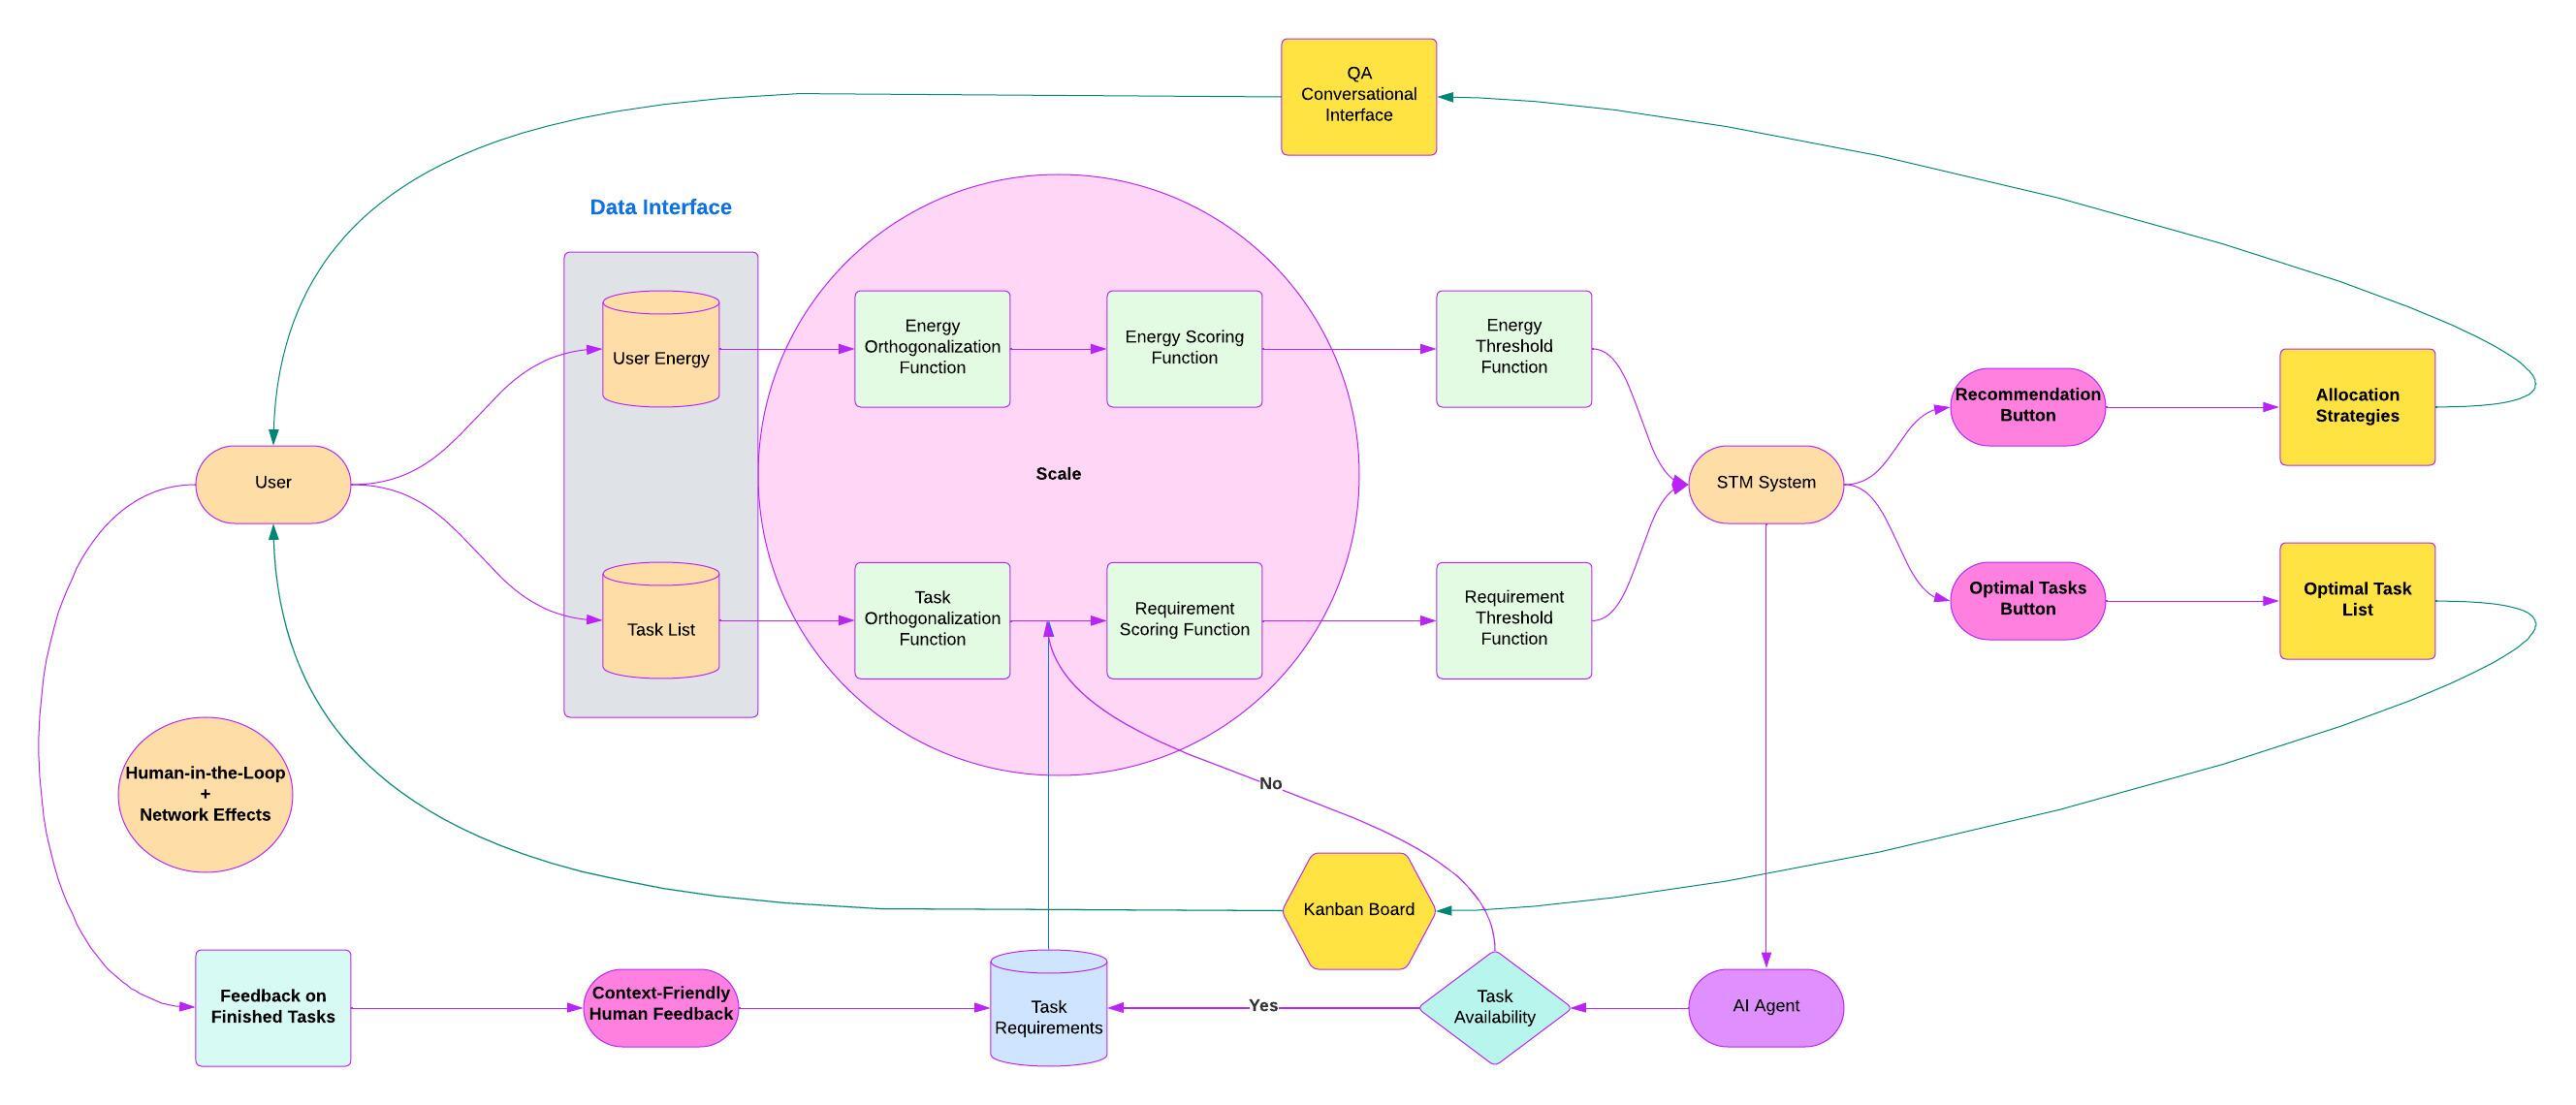 QA
Conversational
Interface
Data Interface
User Energy
Energy
Orthogonalization
Function
Energy Scoring
Function
Energy
Threshold
Function
Recommendation
Button
Allocation
Strategies
User
Scale
STM System
Task List
Task
Orthogonalization
Function
Requirement
Scoring Function
Requirement
Threshold
Function
Optimal Tasks
Button
Optimal Task
List
Human-in-the-Loop
+
Network Effects
No
Kanban Board
Feedback on
Finished Tasks
Context-Friendly
Human Feedback
Task
Requirements
Yes
Task
Availability
AI Agent